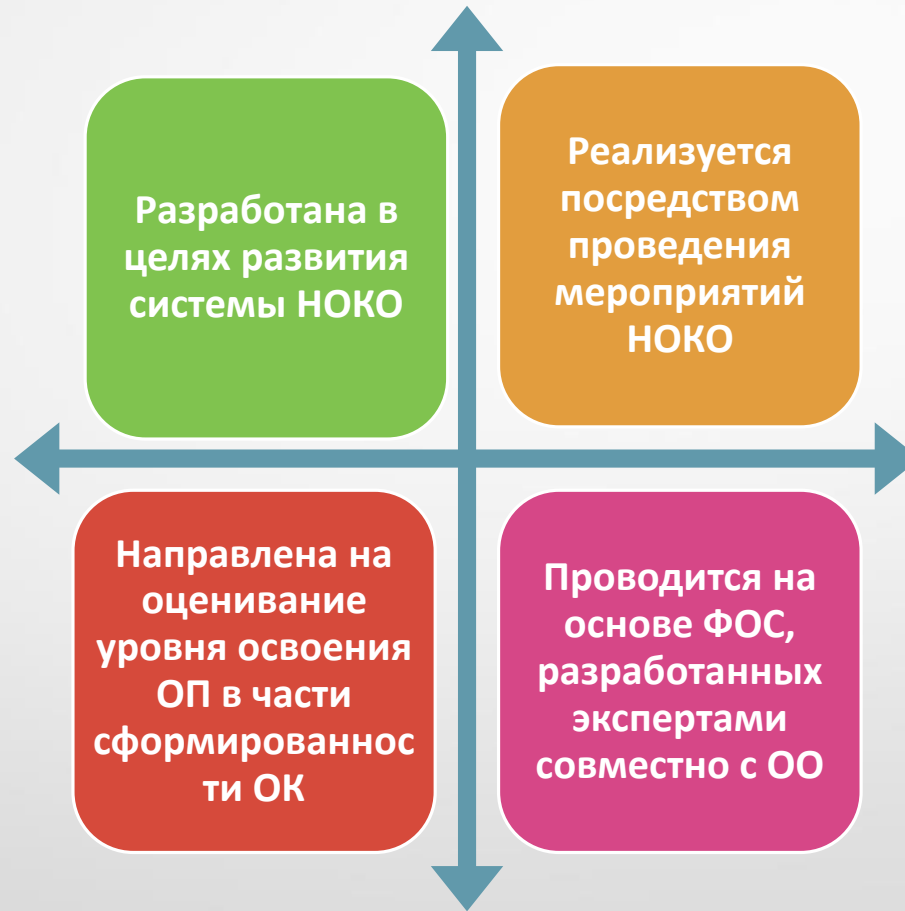 Разработана в
целях развития
системы НОКО
Реализуется
посредством
проведения
мероприятий
НОКО
Направлена на
оценивание
уровня освоения
ОП в части
сформированнос
ти ОК
Проводится на
основе ФОС,
разработанных
экспертами
совместно с ОО